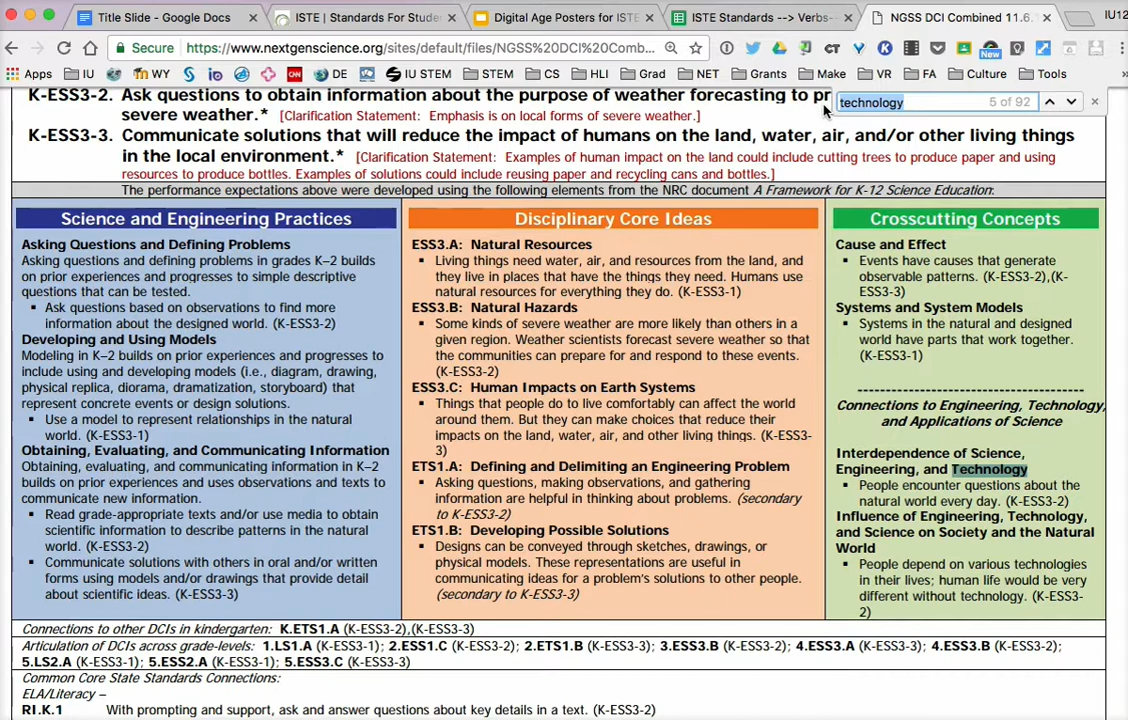 Title Slide - Google Docs
ISTE | Standards For Stude
Digital Age Posters for ISTE
ISTE Standards --> Verbs-
NGSS DCI Combined 11.6.
IU12
Secure https://www.nextgenscience.org/sites/default/files/NGSS%20DCI%20Comb...
CT
New
Apps IU WY DE IU STEM STEM CS HLI Grad NET Grants Make VR FA Culture Tools
technology 5 of 92
K-ESS3-2. Ask questions to obtain information about the purpose of weather forecasting to pr
severe weather.* [Clarification Statement: Emphasis is on local forms of severe weather.]
K-ESS3-3. Communicate solutions that will reduce the impact of humans on the land, water, air, and/or other living things
in the local environment.* [Clarification Statement: Examples of human impact on the land could include cutting trees to produce paper and using
resources to produce bottles. Examples of solutions could include reusing paper and recycling cans and bottles.]
The performance expectations above were developed using the following elements from the NRC document A Framework for K-12 Science Education:
Science and Engineering Practices
Asking Questions and Defining Problems
Asking questions and defining problems in grades K–2 builds
on prior experiences and progresses to simple descriptive
questions that can be tested.
▪ Ask questions based on observations to find more
information about the designed world. (K-ESS3-2)
Developing and Using Models
Modeling in K–2 builds on prior experiences and progresses to
include using and developing models (i.e., diagram, drawing,
physical replica, diorama, dramatization, storyboard) that
represent concrete events or design solutions.
▪ Use a model to represent relationships in the natural
world. (K-ESS3-1)
Obtaining, Evaluating, and Communicating Information
Obtaining, evaluating, and communicating information in K–2
builds on prior experiences and uses observations and texts to
communicate new information.
▪ Read grade-appropriate texts and/or use media to obtain
scientific information to describe patterns in the natural
world. (K-ESS3-2)
▪ Communicate solutions with others in oral and/or written
forms using models and/or drawings that provide detail
about scientific ideas. (K-ESS3-3)
Disciplinary Core Ideas
ESS3.A: Natural Resources
▪ Living things need water, air, and resources from the land, and
they live in places that have the things they need. Humans use
natural resources for everything they do. (K-ESS3-1)
ESS3.B: Natural Hazards
▪ Some kinds of severe weather are more likely than others in a
given region. Weather scientists forecast severe weather so that
the communities can prepare for and respond to these events.
(K-ESS3-2)
ESS3.C: Human Impacts on Earth Systems
▪ Things that people do to live comfortably can affect the world
around them. But they can make choices that reduce their
impacts on the land, water, air, and other living things. (K-ESS3-
3)
ETS1.A: Defining and Delimiting an Engineering Problem
▪ Asking questions, making observations, and gathering
information are helpful in thinking about problems. (secondary
to K-ESS3-2)
ETS1.B: Developing Possible Solutions
▪ Designs can be conveyed through sketches, drawings, or
physical models. These representations are useful in
communicating ideas for a problem's solutions to other people.
(secondary to K-ESS3-3)
Crosscutting Concepts
Cause and Effect
▪ Events have causes that generate
observable patterns. (K-ESS3-2),(K-
ESS3-3)
Systems and System Models
▪ Systems in the natural and designed
world have parts that work together.
(K-ESS3-1)
Connections to Engineering, Technology,
and Applications of Science
Interdependence of Science,
Engineering, and Technology
▪ People encounter questions about the
natural world every day. (K-ESS3-2)
Influence of Engineering, Technology,
and Science on Society and the Natural
World
▪ People depend on various technologies
in their lives; human life would be very
different without technology. (K-ESS3-
2)
Connections to other DCIs in kindergarten: K.ETS1.A (K-ESS3-2),(K-ESS3-3)
Articulation of DCIs across grade-levels: 1.LS1.A (K-ESS3-1); 2.ESS1.C (K-ESS3-2); 2.ETS1.B (K-ESS3-3); 3.ESS3.B (K-ESS3-2); 4.ESS3.A (K-ESS3-3); 4.ESS3.B (K-ESS3-2);
5.LS2.A (K-ESS3-1); 5.ESS2.A (K-ESS3-1); 5.ESS3.C (K-ESS3-3)
Common Core State Standards Connections:
ELA/Literacy –
RI.K.1 With prompting and support, ask and answer questions about key details in a text. (K-ESS3-2)